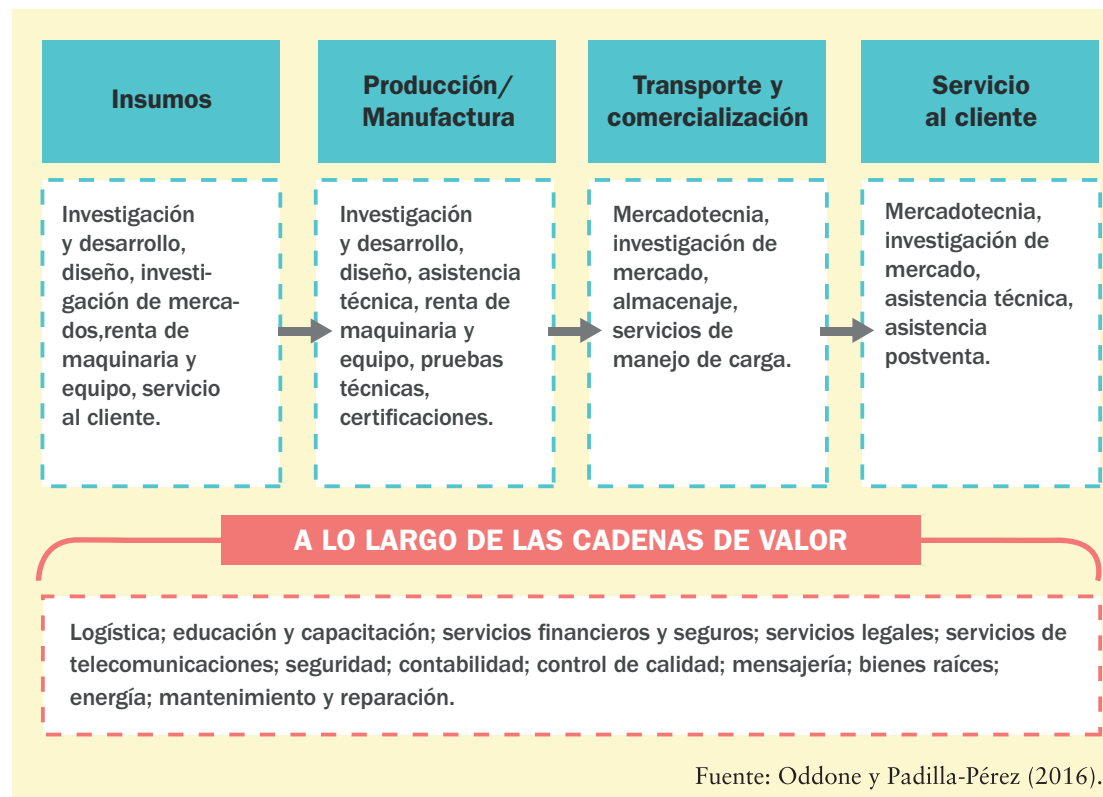 Insumos
Producción/
Manufactura
Transporte y
comercialización
Servicio
al cliente
Investigación
y desarrollo,
diseño, investi-
gación de merca-
dos,renta de
maquinaria y
equipo, servicio
al cliente.
Investigación
y desarrollo,
diseño, asistencia
técnica, renta de
maquinaria y
equipo, pruebas
técnicas,
certificaciones.
Mercadotecnia,
investigación de
mercado,
almacenaje,
servicios de
manejo de carga.
Mercadotecnia,
investigación de
mercado,
asistencia técnica,
asistencia
postventa.
A LO LARGO DE LAS CADENAS DE VALOR
Logística; educación y capacitación; servicios financieros y seguros; servicios legales; servicios de
telecomunicaciones; seguridad; contabilidad; control de calidad; mensajería; bienes raíces;
energía; mantenimiento y reparación.
Fuente: Oddone y Padilla-Pérez (2016).